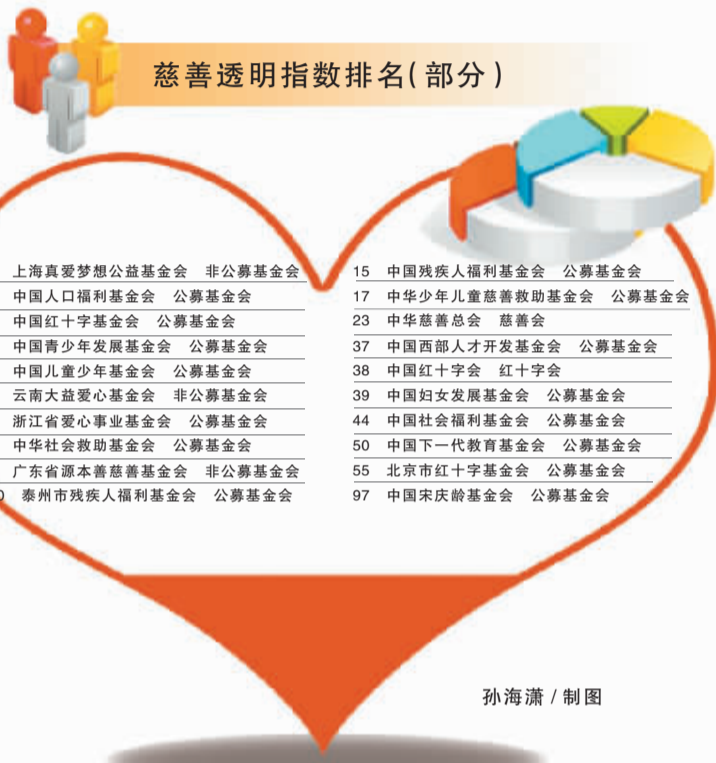 慈善透明指数排名(部分)
上海真爱梦想公益基金会 非公募基金会
中国人口福利基金会 公募基金会
中国红十字基金会 公募基金会
中国青少年发展基金会 公募基金会
中国儿童少年基金会 公募基金会
云南大益爱心基金会 非公募基金会
浙江省爱心事业基金会 公募基金会
中华社会救助基金会 公募基金会
广东省源本善慈善基金会 非公募基金会
0 泰州市残疾人福利基金会 公募基金会
15 中国残疾人福利基金会 公募基金会
17 中华少年儿童慈善救助基金会 公募基金会
23 中华慈善总会 慈善会
37 中国西部人才开发基金会 公募基金会
38 中国红十字会 红十字会
39 中国妇女发展基金会 公募基金会
44 中国社会福利基金会 公募基金会
50 中国下一代教育基金会 公募基金会
55 北京市红十字基金会 公募基金会
97 中国宋庆龄基金会 公募基金会
孙海潇 / 制图